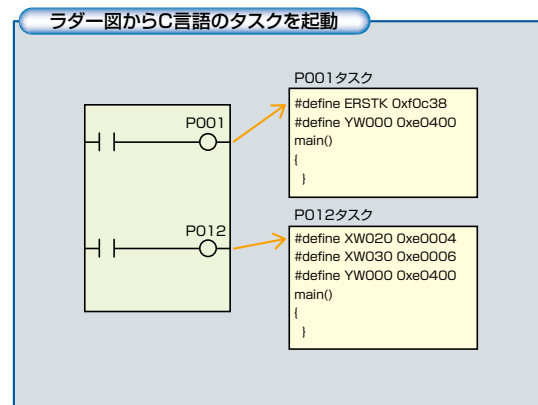 ラダー図からC言語のタスクを起動
P001
P012
P001タスク
#define ERSTK 0xf0c38
#define YW000 0xe0400
main()
{
}
P012タスク
#define XW020 0xe0004
#define XW030 0xe0006
#define YW000 0xe0400
main()
{
}